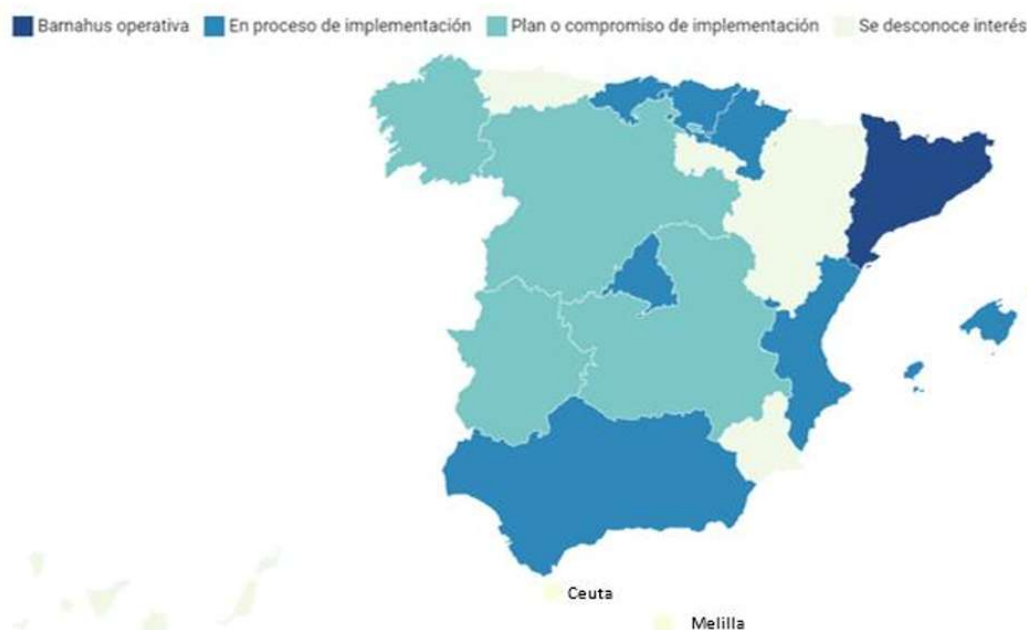 Barnahus operativa En proceso de implementación Plan o compromiso de implementación Se desconoce interés
Ceuta
Melilla